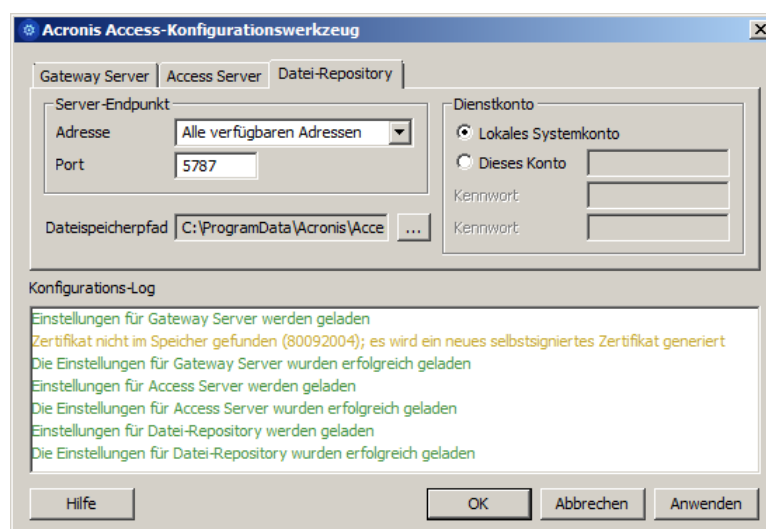 Acronis Access-Konfigurationswerkzeug
Gateway Server
Access Server
Datei-Repository
Server-Endpunkt
Adresse
Alle verfügbaren Adressen
Port
5787
Dateispeicherpfad
C:\ProgramData\Acronis\Acce
...
Dienstkonto
Lokales Systemkonto
Dieses Konto
Kennwort
Kennwort
Konfigurations-Log
Einstellungen für Gateway Server werden geladen
Zertifikat nicht im Speicher gefunden (80092004); es wird ein neues selbstsigniertes Zertifikat generiert
Die Einstellungen für Gateway Server wurden erfolgreich geladen
Einstellungen für Access Server werden geladen
Die Einstellungen für Access Server wurden erfolgreich geladen
Einstellungen für Datei-Repository werden geladen
Die Einstellungen für Datei-Repository wurden erfolgreich geladen
Hilfe
OK
Abbrechen
Anwenden